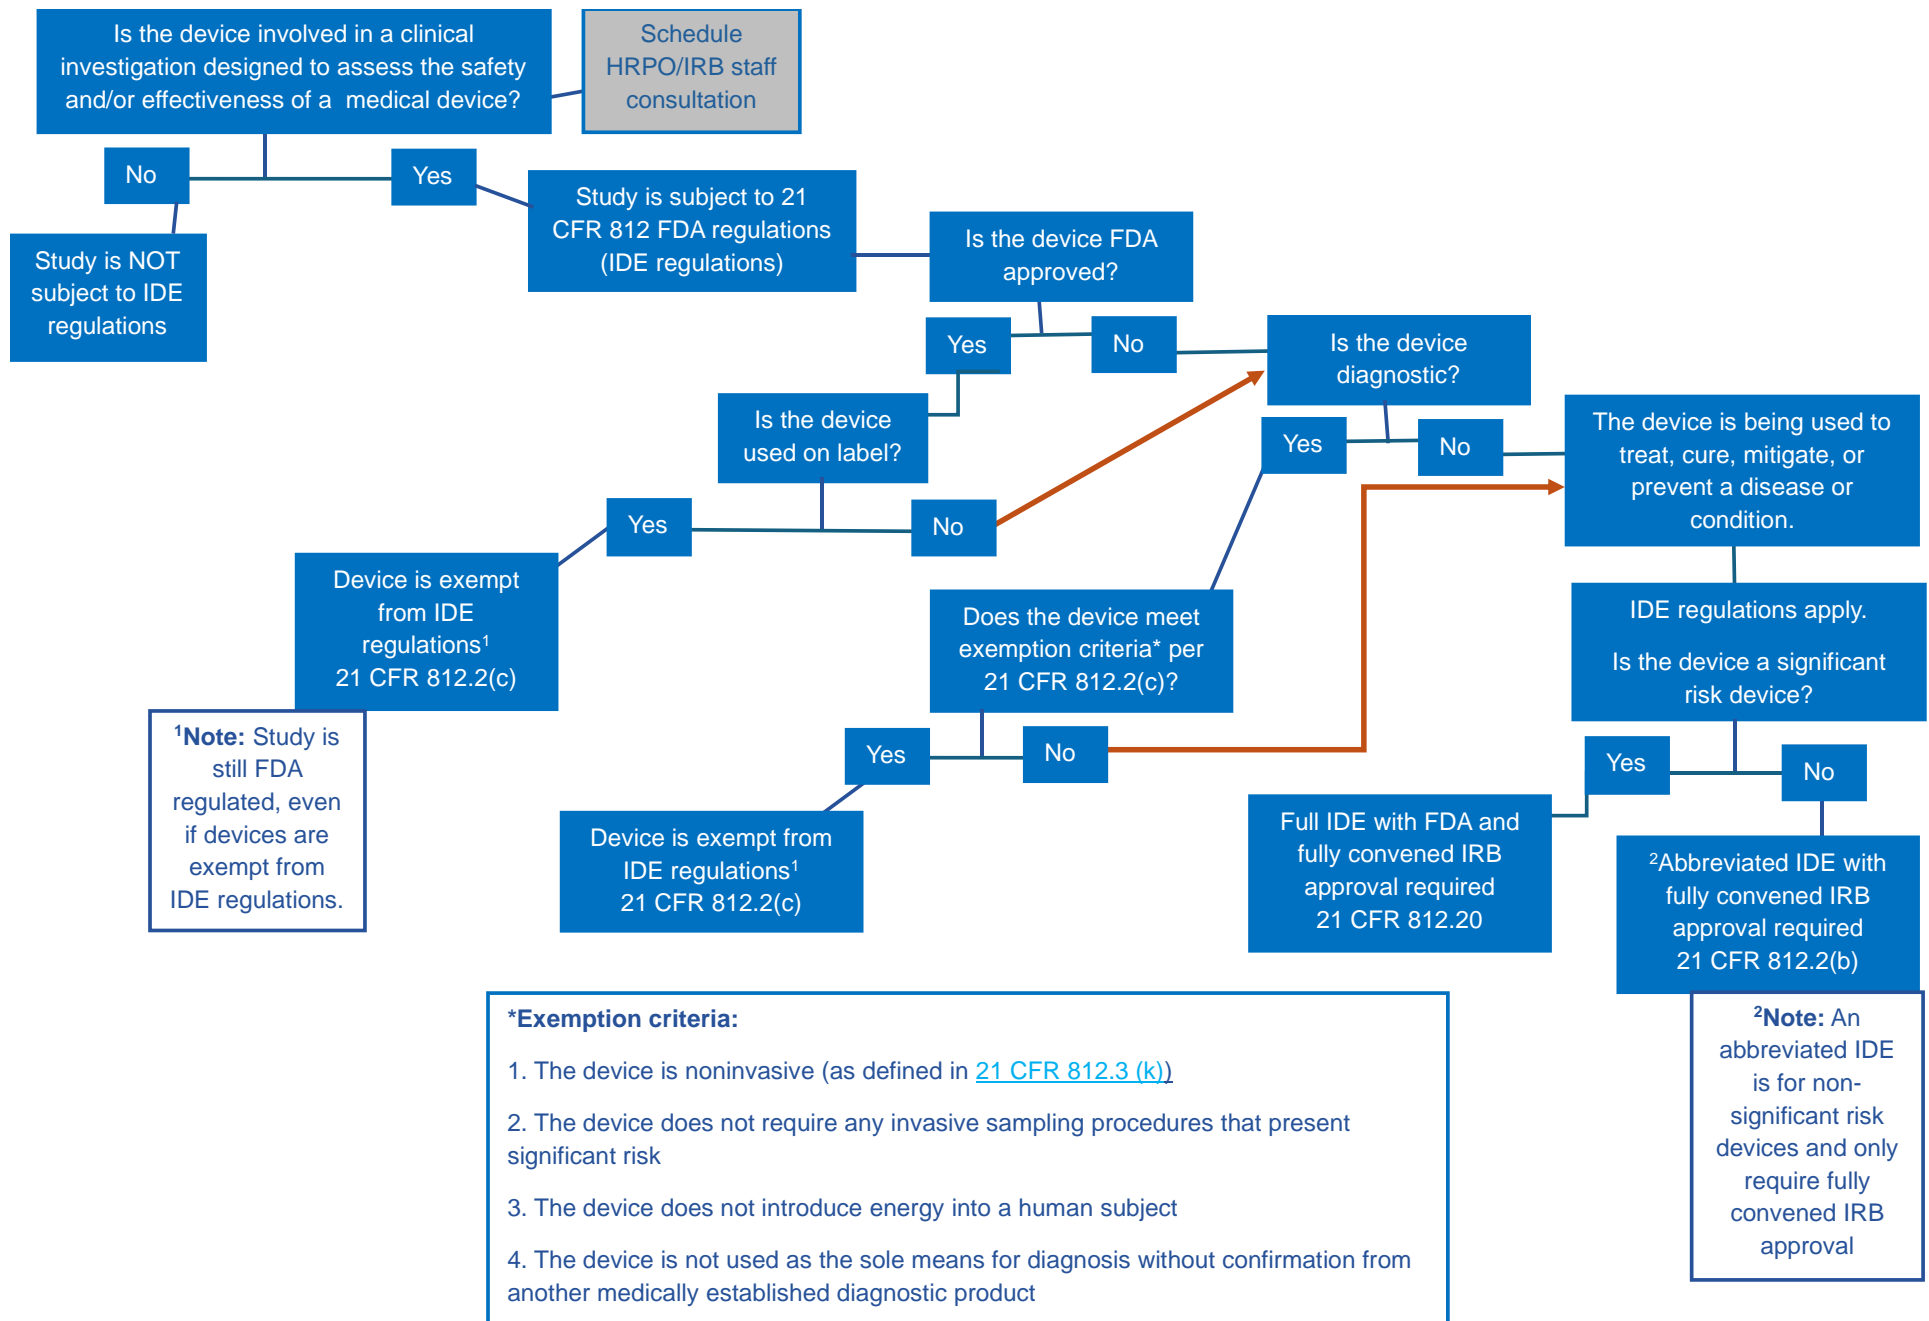 Is the device involved in a clinical
investigation designed to assess the safety
and/or effectiveness of a medical device?
Schedule
HRPO/IRB staff
consultation
No
Yes
Study is NOT
subject to IDE
regulations
Study is subject to 21
CFR 812 FDA regulations
(IDE regulations)
Is the device FDA
approved?
Yes
No
Is the device
used on label?
Yes
No
Device is exempt
from IDE
regulations¹
21 CFR 812.2(c)
¹Note: Study is
still FDA
regulated, even
if devices are
exempt from
IDE regulations.
Is the device
diagnostic?
Yes
No
Does the device meet
exemption criteria* per
21 CFR 812.2(c)?
Yes
No
Device is exempt from
IDE regulations¹
21 CFR 812.2(c)
The device is being used to
treat, cure, mitigate, or
prevent a disease or
condition.
IDE regulations apply.
Is the device a significant
risk device?
Yes
No
Full IDE with FDA and
fully convened IRB
approval required
21 CFR 812.20
²Abbreviated IDE with
fully convened IRB
approval required
21 CFR 812.2(b)
²Note: An
abbreviated IDE
is for non-
significant risk
devices and only
require fully
convened IRB
approval
*Exemption criteria:
1. The device is noninvasive (as defined in 21 CFR 812.3 (k))
2. The device does not require any invasive sampling procedures that present
significant risk
3. The device does not introduce energy into a human subject
4. The device is not used as the sole means for diagnosis without confirmation from
another medically established diagnostic product